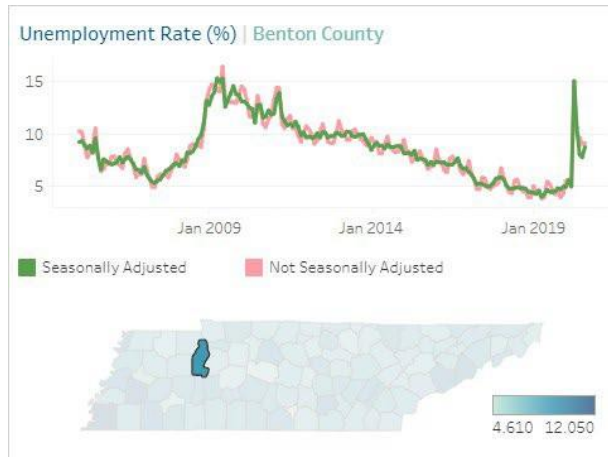 Unemployment Rate (%) | Benton County
15
10
5
Jan 2009 Jan 2014 Jan 2019
Seasonally Adjusted Not Seasonally Adjusted
4.610 12.050